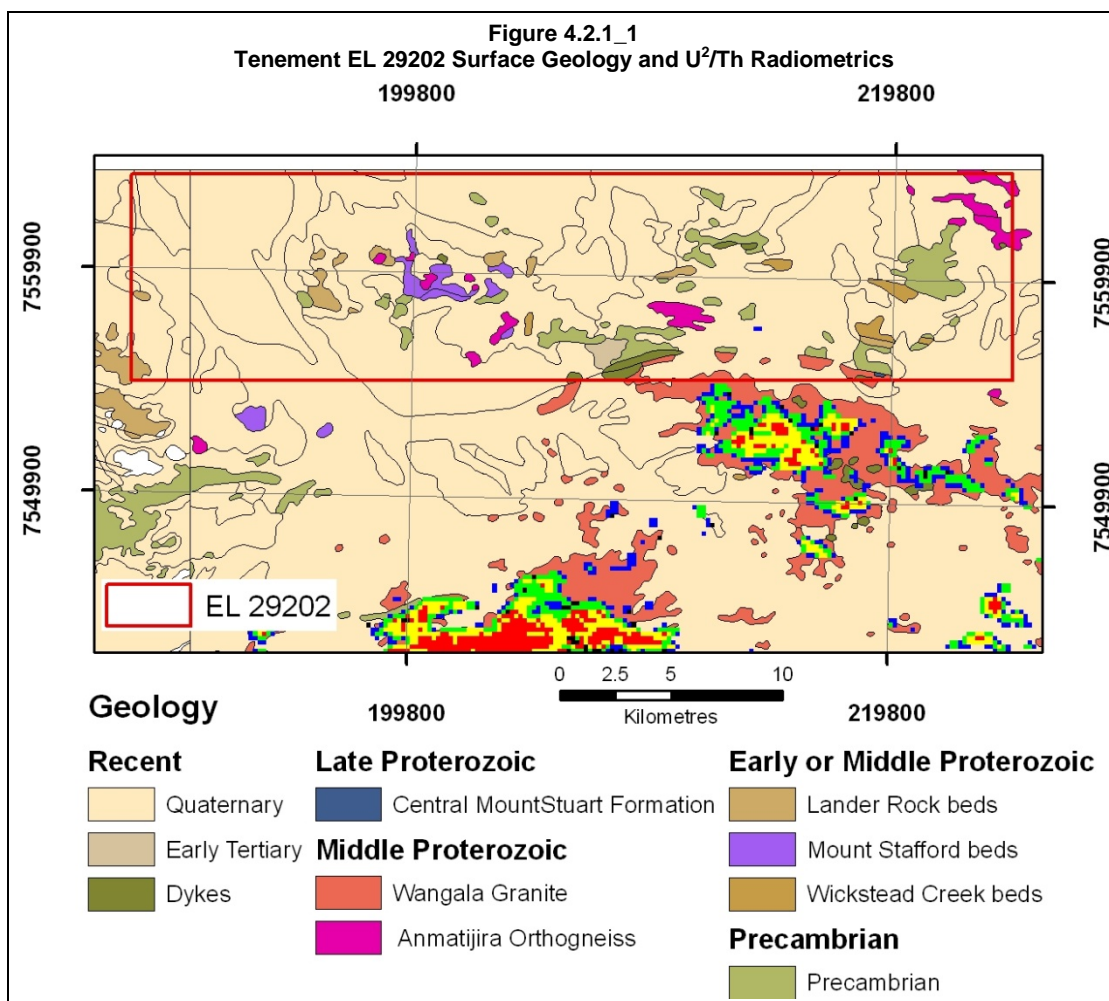 Figure 4.2.1_1
Tenement EL 29202 Surface Geology and U²/Th Radiometrics
199800
219800
7559900
7559900
7549900
7549900
EL 29202
0 2.5 5 10
Kilometres
199800
219800
Geology
Recent
Quaternary
Early Tertiary
Dykes
Late Proterozoic
Central MountStuart Formation
Middle Proterozoic
Wangala Granite
Anmatijira Orthogneiss
Early or Middle Proterozoic
Lander Rock beds
Mount Stafford beds
Wickstead Creek beds
Precambrian
Precambrian